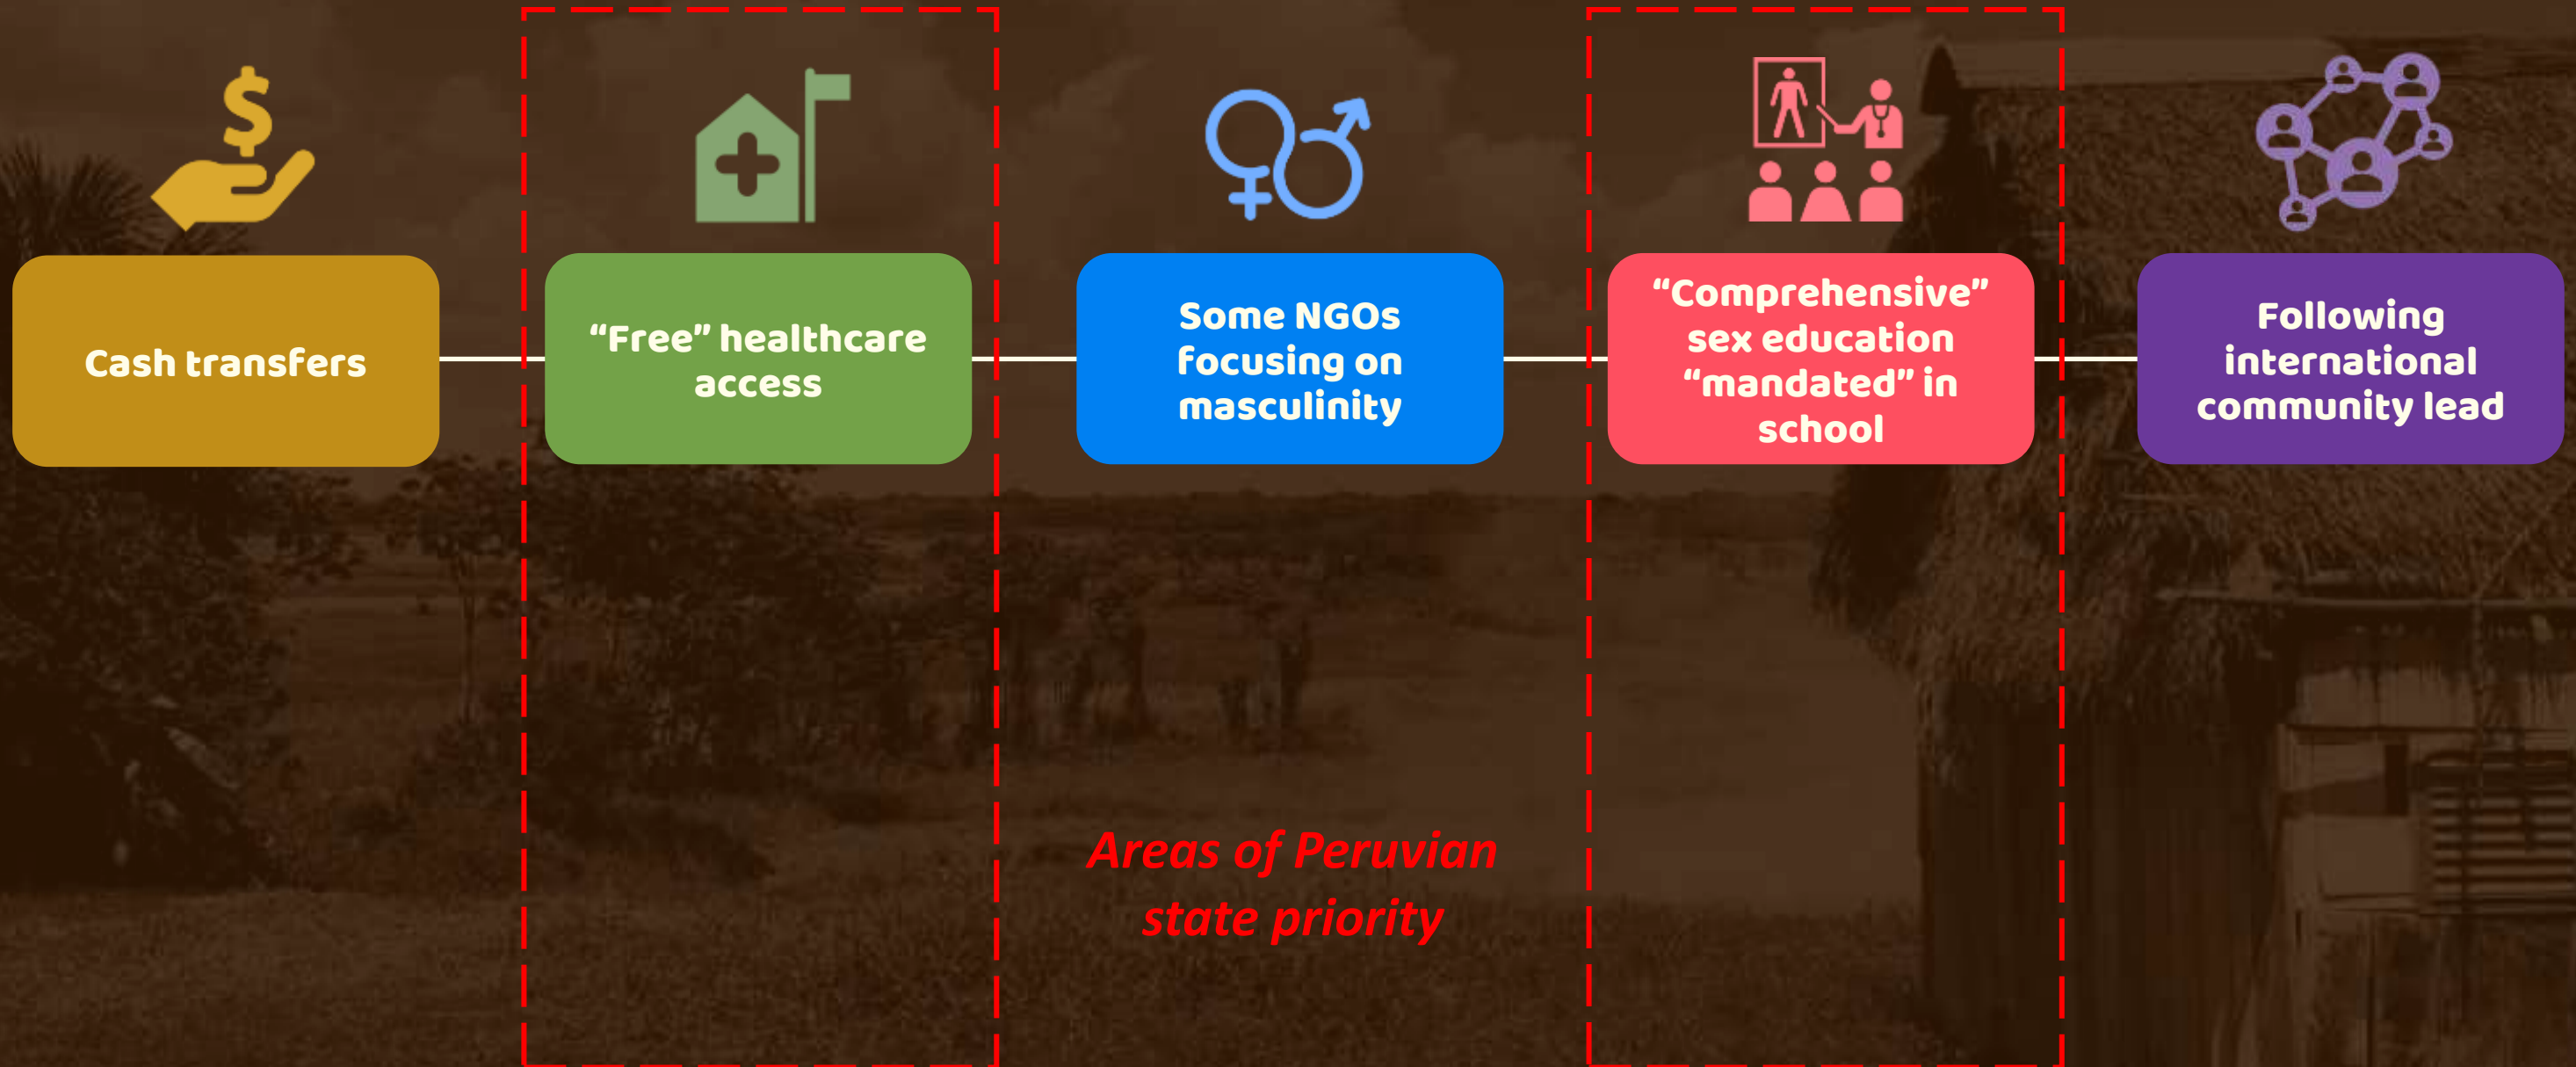 Cash transfers
“Free” healthcare
access
Some NGOs
focusing on
masculinity
“Comprehensive”
sex education
“mandated” in
school
Following
international
community lead
Areas of Peruvian
state priority